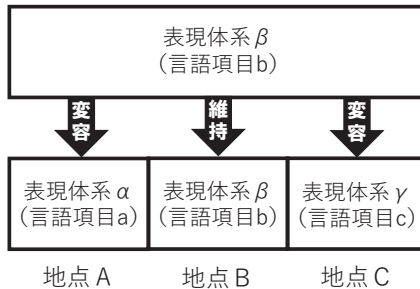 表現体系β
（言語項目b）
変容
維持
変容
表現体系α
（言語項目a）
表現体系β
（言語項目b）
表現体系γ
（言語項目c）
地点A
地点B
地点C